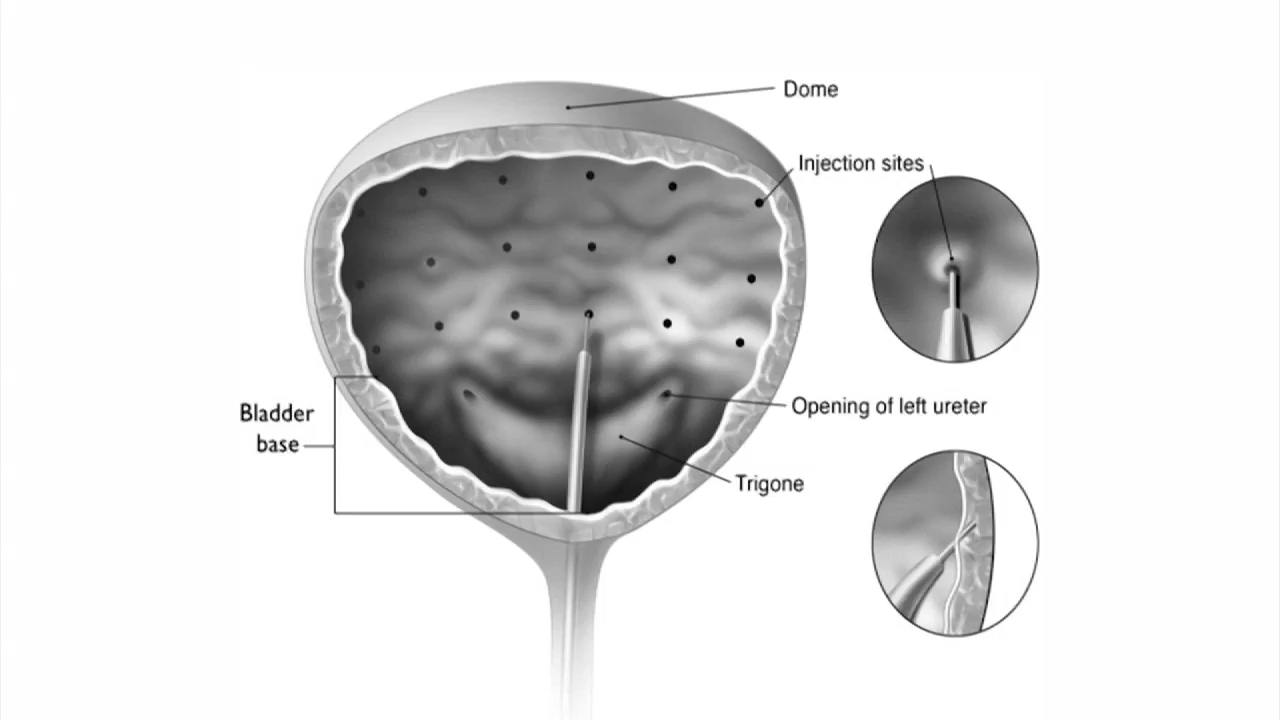 Dome
Injection sites
Opening of left ureter
Bladder
base
Trigone